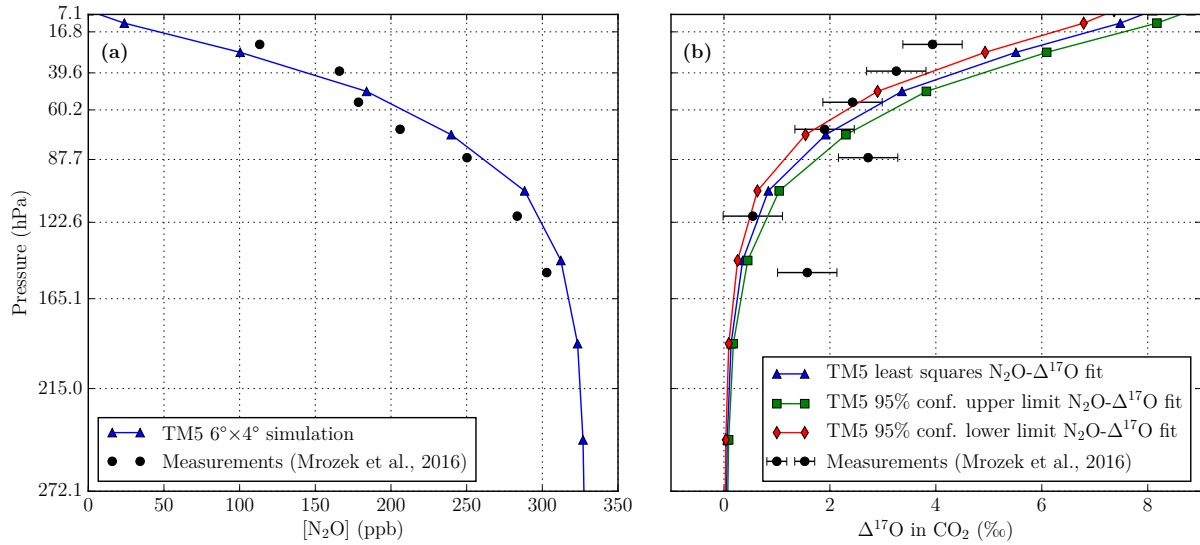 7.1
16.8
39.6
60.2
87.7
122.6
165.1
215.0
272.1
Pressure (hPa)
(a)
TM5 6°×4° simulation
Measurements (Mrozek et al., 2016)
0 50 100 150 200 250 300 350
[N₂O] (ppb)
(b)
TM5 least squares N₂O-Δ¹⁷O fit
TM5 95% conf. upper limit N₂O-Δ¹⁷O fit
TM5 95% conf. lower limit N₂O-Δ¹⁷O fit
Measurements (Mrozek et al., 2016)
0 2 4 6 8
Δ¹⁷O in CO₂ (‰)